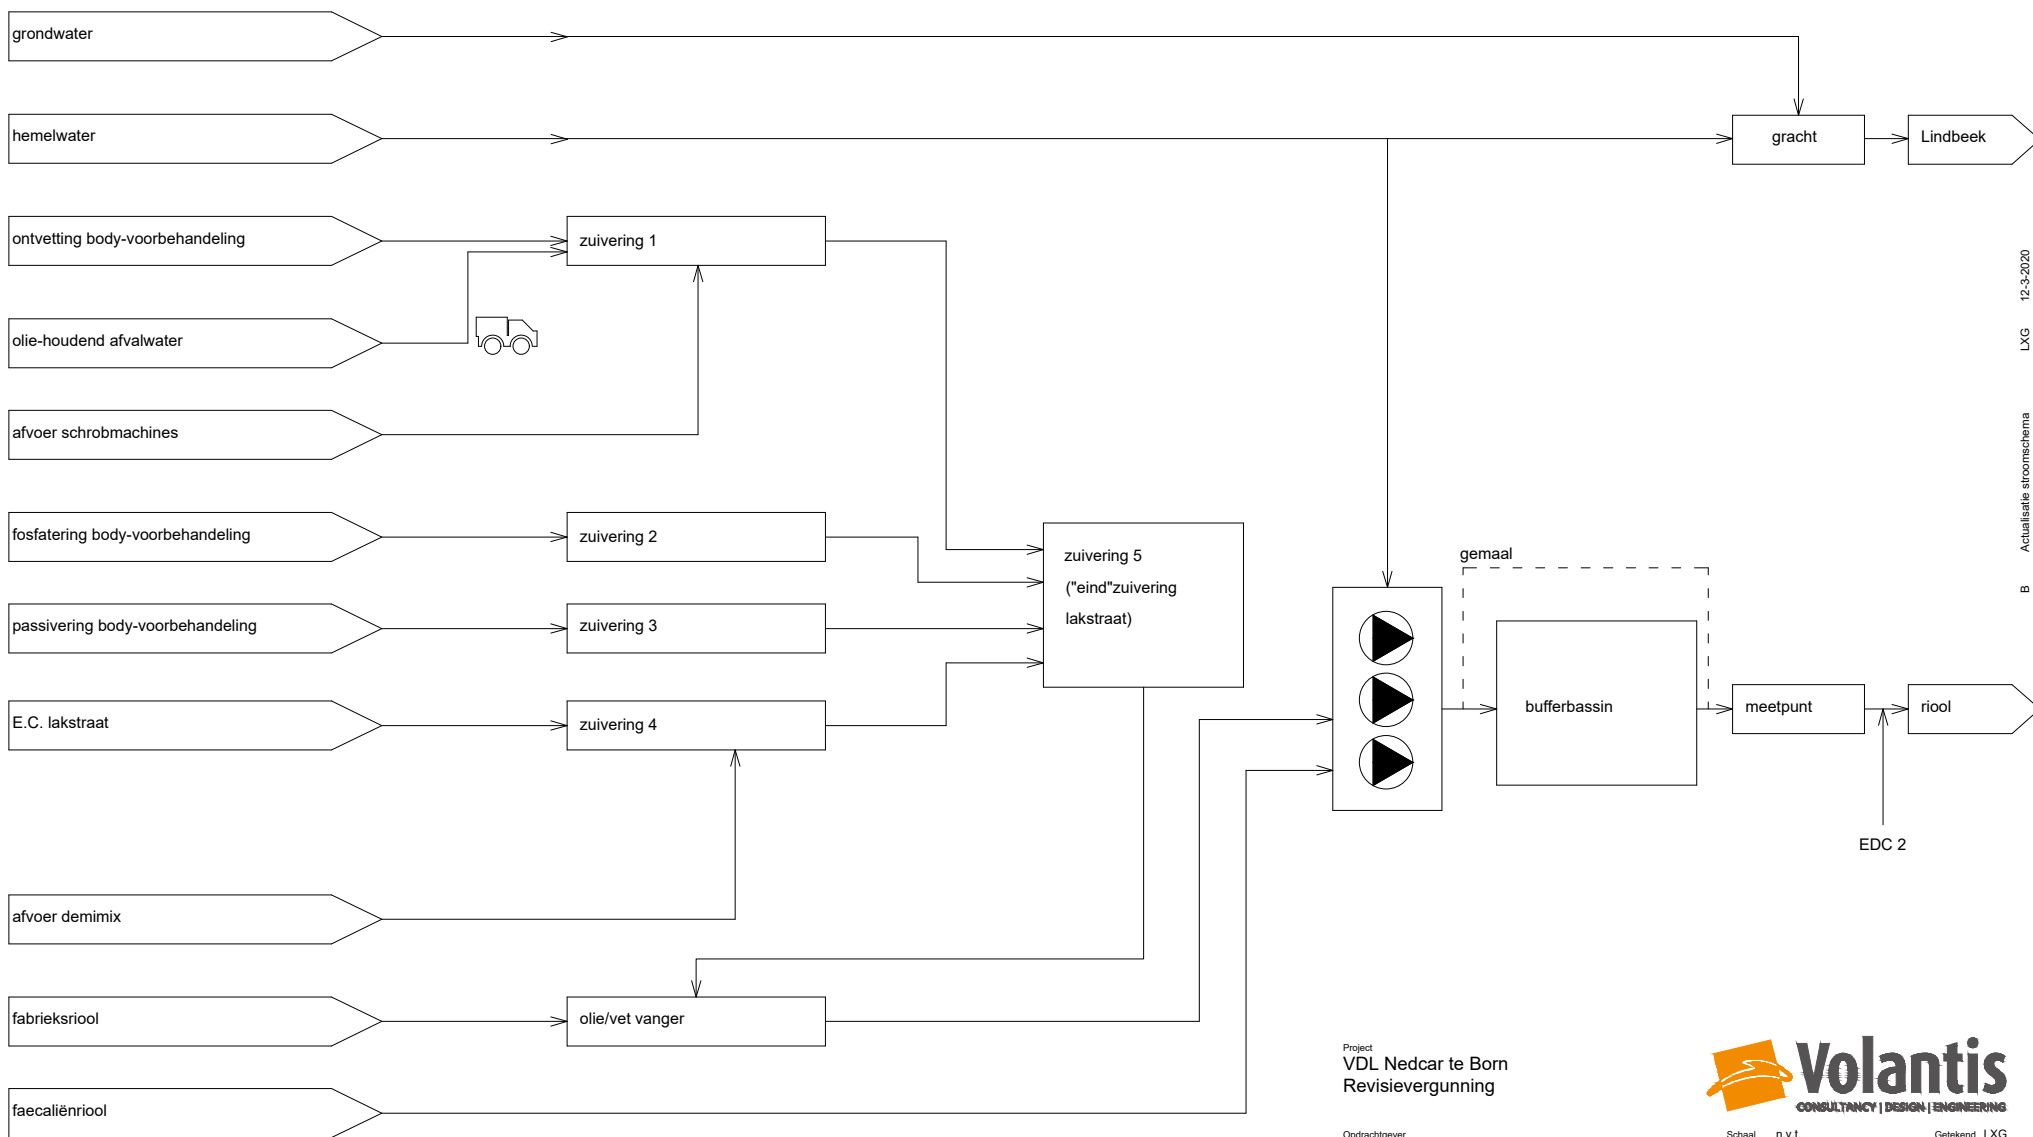 grondwater
hemelwater
gracht
Lindbeek
ontvetting body-voorbehandeling
zuivering 1
olie-houdend afvalwater
afvoer schrobmachines
fosfatering body-voorbehandeling
zuivering 2
zuivering 5
("eind"zuivering
lakstraat)
passivering body-voorbehandeling
zuivering 3
E.C. lakstraat
zuivering 4
gemaal
bufferbassin
meetpunt
riool
EDC 2
afvoer demimix
fabrieksriool
olie/vet vanger
faecaliënriool
B Actualisatie stroomschema LXG 12-3-2020
Project
VDL Nedcar te Born
Revisievergunning
Opdrachtgever
Volantis
CONSULTANCY | DESIGN | ENGINEERING
Schaal n.v.t. Getekend LXG